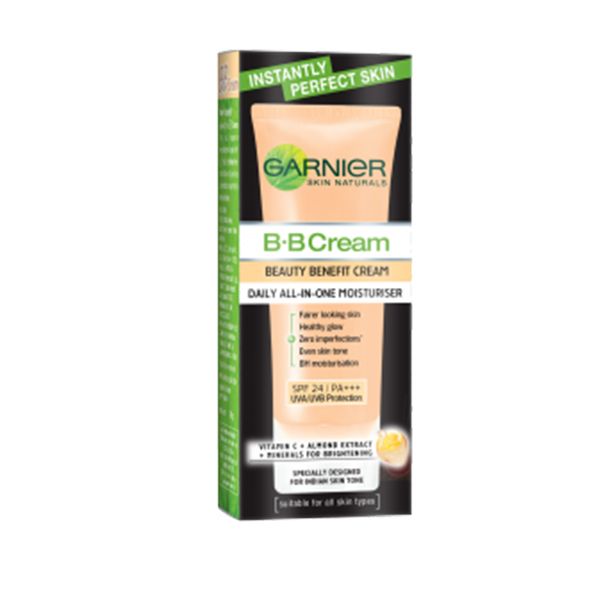 INSTANTLY
PERFECT SKIN
GARNIER
SKIN NATURALS
B·BCream
BEAUTY BENEFIT CREAM
DAILY ALL-IN-ONE MOISTURISER
Fairer looking skin
Healthy glow
Zero imperfections*
Even skin tone
8H moisturisation
SPF 24 | PA+++
UVA/UVB Protection
VITAMIN C + ALMOND EXTRACT
+ MINERALS FOR BRIGHTENING
SPECIALLY DESIGNED
FOR INDIAN SKIN TONE
[suitable for all skin types]